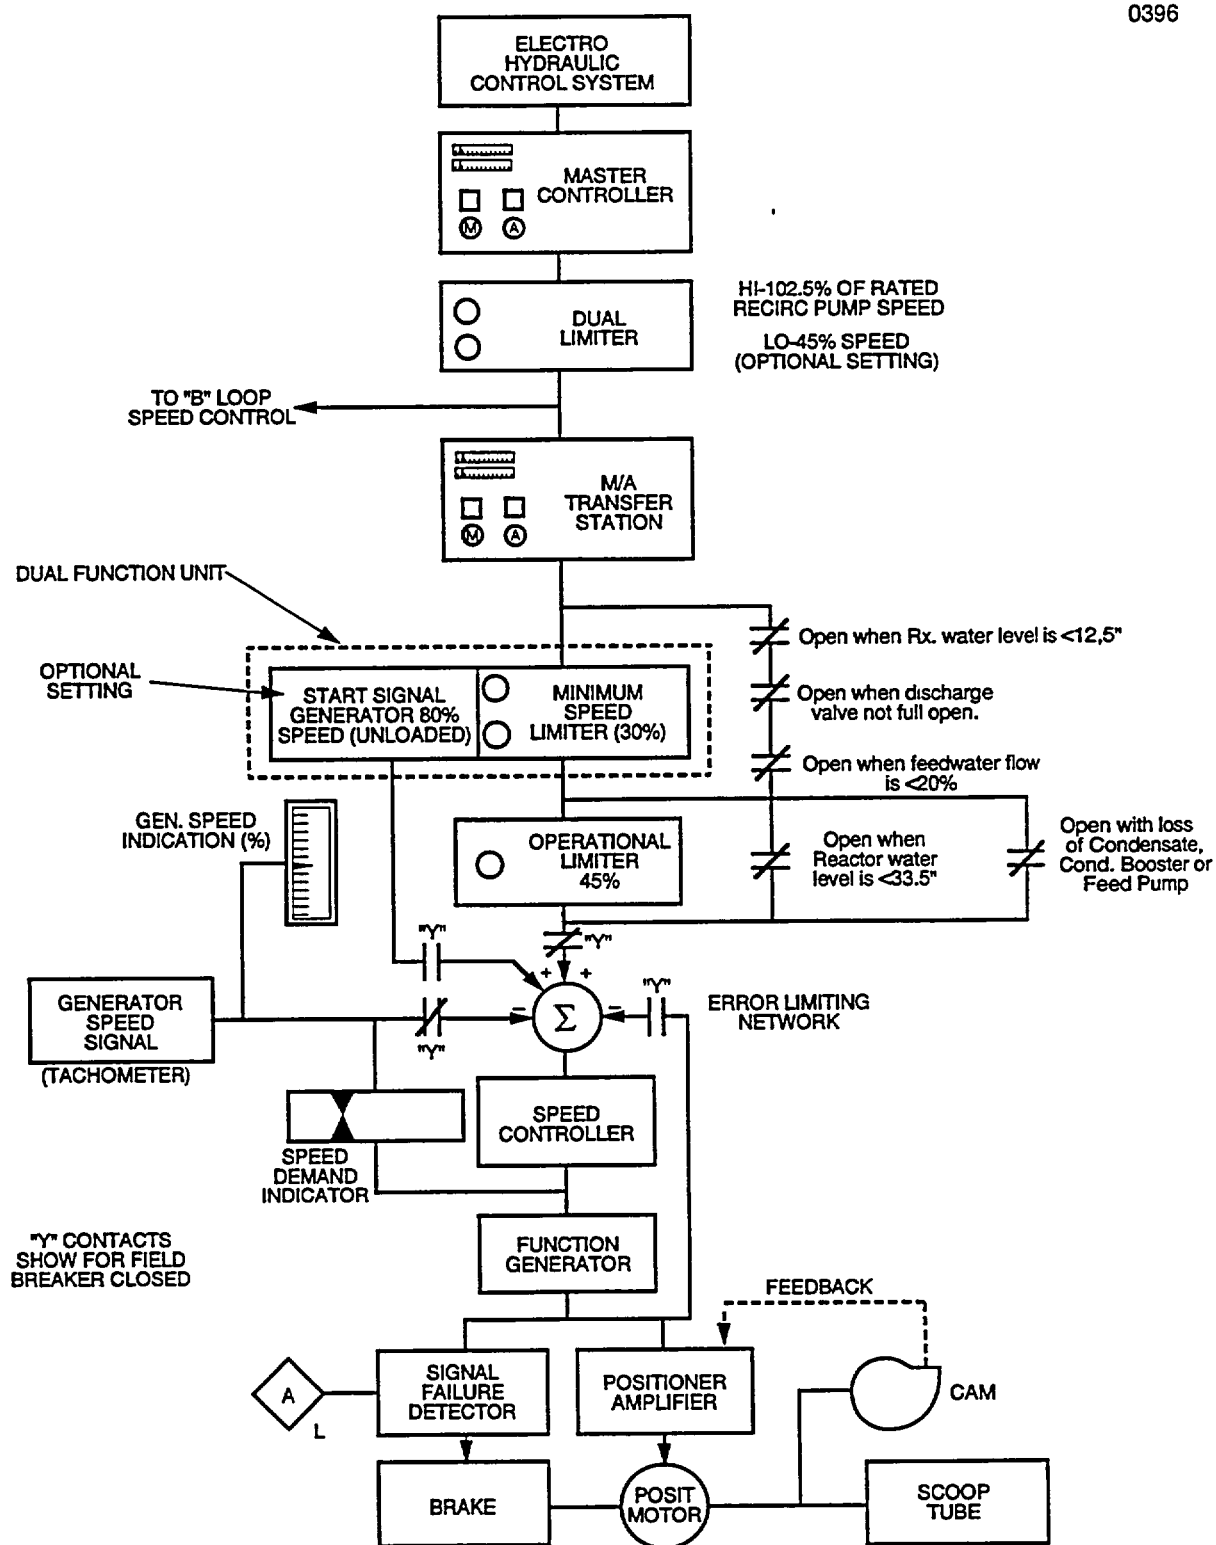 0396
ELECTRO
HYDRAULIC
CONTROL SYSTEM
MASTER
CONTROLLER
M A
DUAL
LIMITER
HI-102.5% OF RATED
RECIRC PUMP SPEED
LO-45% SPEED
(OPTIONAL SETTING)
TO "B" LOOP
SPEED CONTROL
M/A
TRANSFER
STATION
M A
DUAL FUNCTION UNIT
OPTIONAL
SETTING
START SIGNAL
GENERATOR 80%
SPEED (UNLOADED)
MINIMUM
SPEED
LIMITER (30%)
Open when Rx. water level is <12,5"
Open when discharge
valve not full open.
Open when feedwater flow
is <20%
GEN. SPEED
INDICATION (%)
OPERATIONAL
LIMITER
45%
Open when
Reactor water
level is <33.5"
Open with loss
of Condensate,
Cond. Booster or
Feed Pump
"Y"
"Y"
+ +
"Y"
GENERATOR
SPEED
SIGNAL
(TACHOMETER)
"Y"
– Σ –
ERROR LIMITING
NETWORK
SPEED
CONTROLLER
SPEED
DEMAND
INDICATOR
"Y" CONTACTS
SHOW FOR FIELD
BREAKER CLOSED
FUNCTION
GENERATOR
FEEDBACK
A
L
SIGNAL
FAILURE
DETECTOR
POSITIONER
AMPLIFIER
CAM
BRAKE
POSIT
MOTOR
SCOOP
TUBE